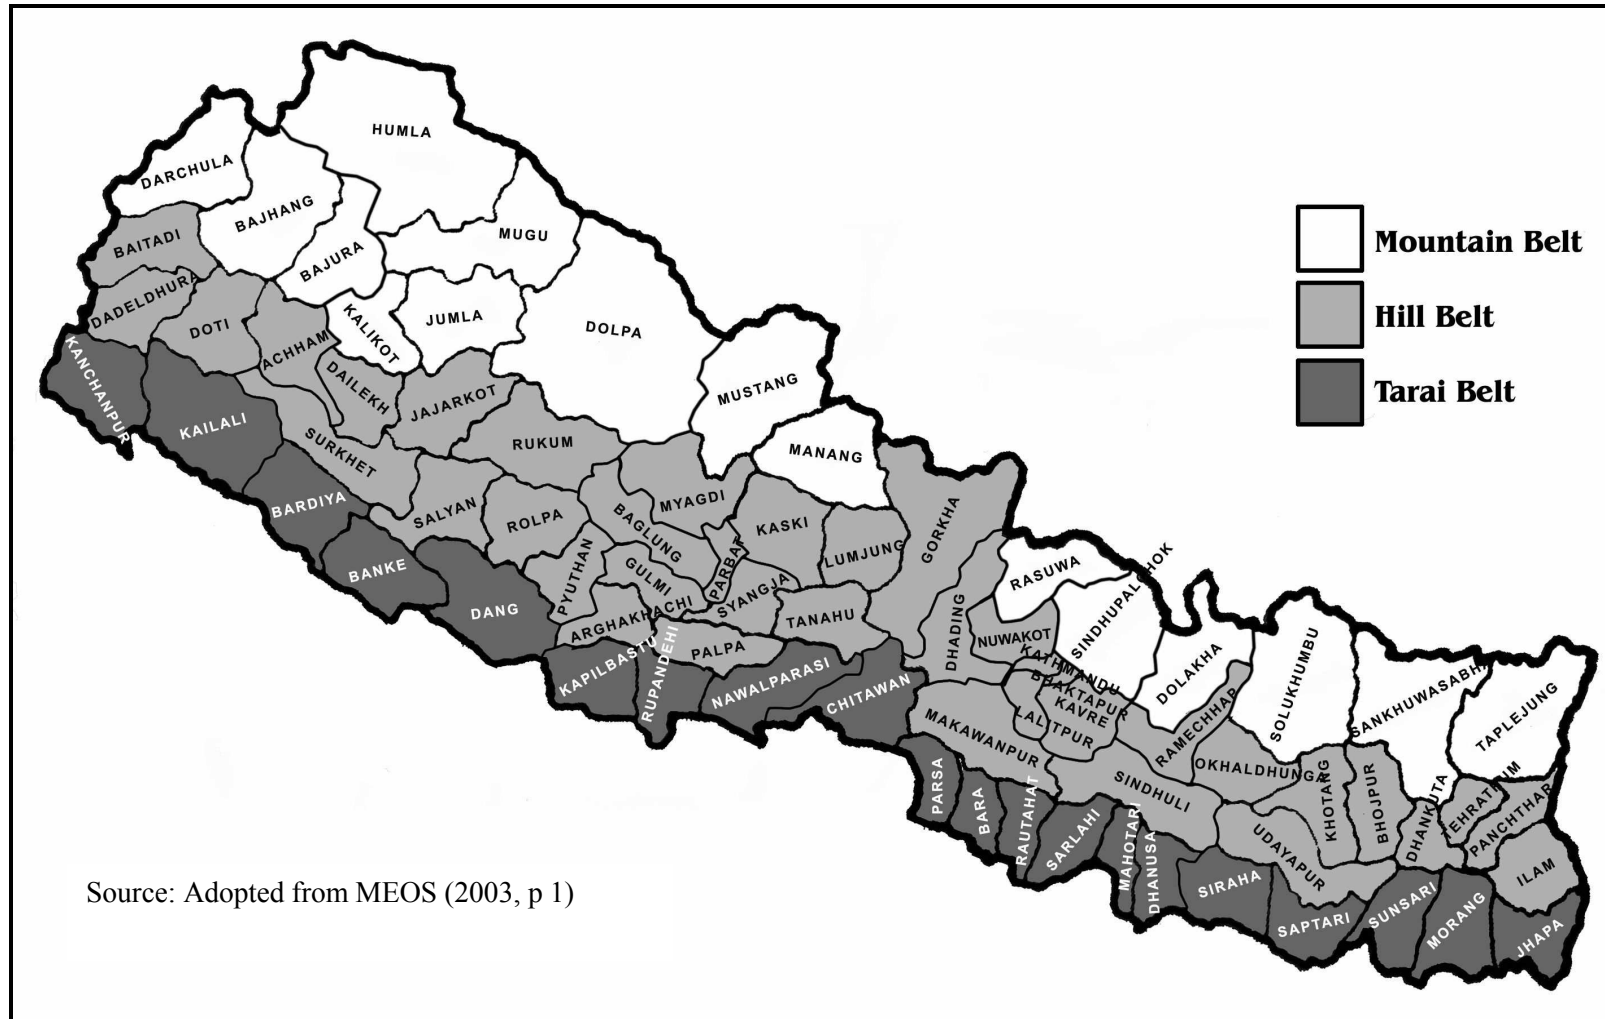 HUMLA
DARCHULA
BAJHANG
BAITADI
BAJURA
MUGU
DADELDHURA
DOTI
ACHHAM
KALIKOT
JUMLA
DOLPA
KANCHANPUR
KAILALI
DAILEKH
JAJARKOT
MUSTANG
SURKHET
RUKUM
MANANG
BARDIYA
SALYAN
ROLPA
BAGLUNG
MYAGDI
KASKI
LUMJUNG
GORKHA
BANKE
DANG
PYUTHAN
GULMI
PARBAT
SYANGJA
TANAHU
ARGHAKHACHI
PALPA
KAPILBASTU
RUPANDEHI
NAWALPARASI
CHITAWAN
DHADING
RASUWA
NUWAKOT
SINDHUPALCHOK
KATHMANDU
BHAKTAPUR
KAVRE
LALITPUR
MAKAWANPUR
DOLAKHA
RAMECHHAP
SOLUKHUMBU
SANKHUWASABHA
TAPLEJUNG
OKHALDHUNGA
SINDHULI
KHOTANG
BHOJPUR
DHANKUTA
TEHRATHUM
PANCHTHAR
UDAYAPUR
ILAM
PARSA
BARA
RAUTAHAT
SARLAHI
MAHOTARI
DHANUSA
SIRAHA
SAPTARI
SUNSARI
MORANG
JHAPA
Mountain Belt
Hill Belt
Tarai Belt
Source: Adopted from MEOS (2003, p 1)